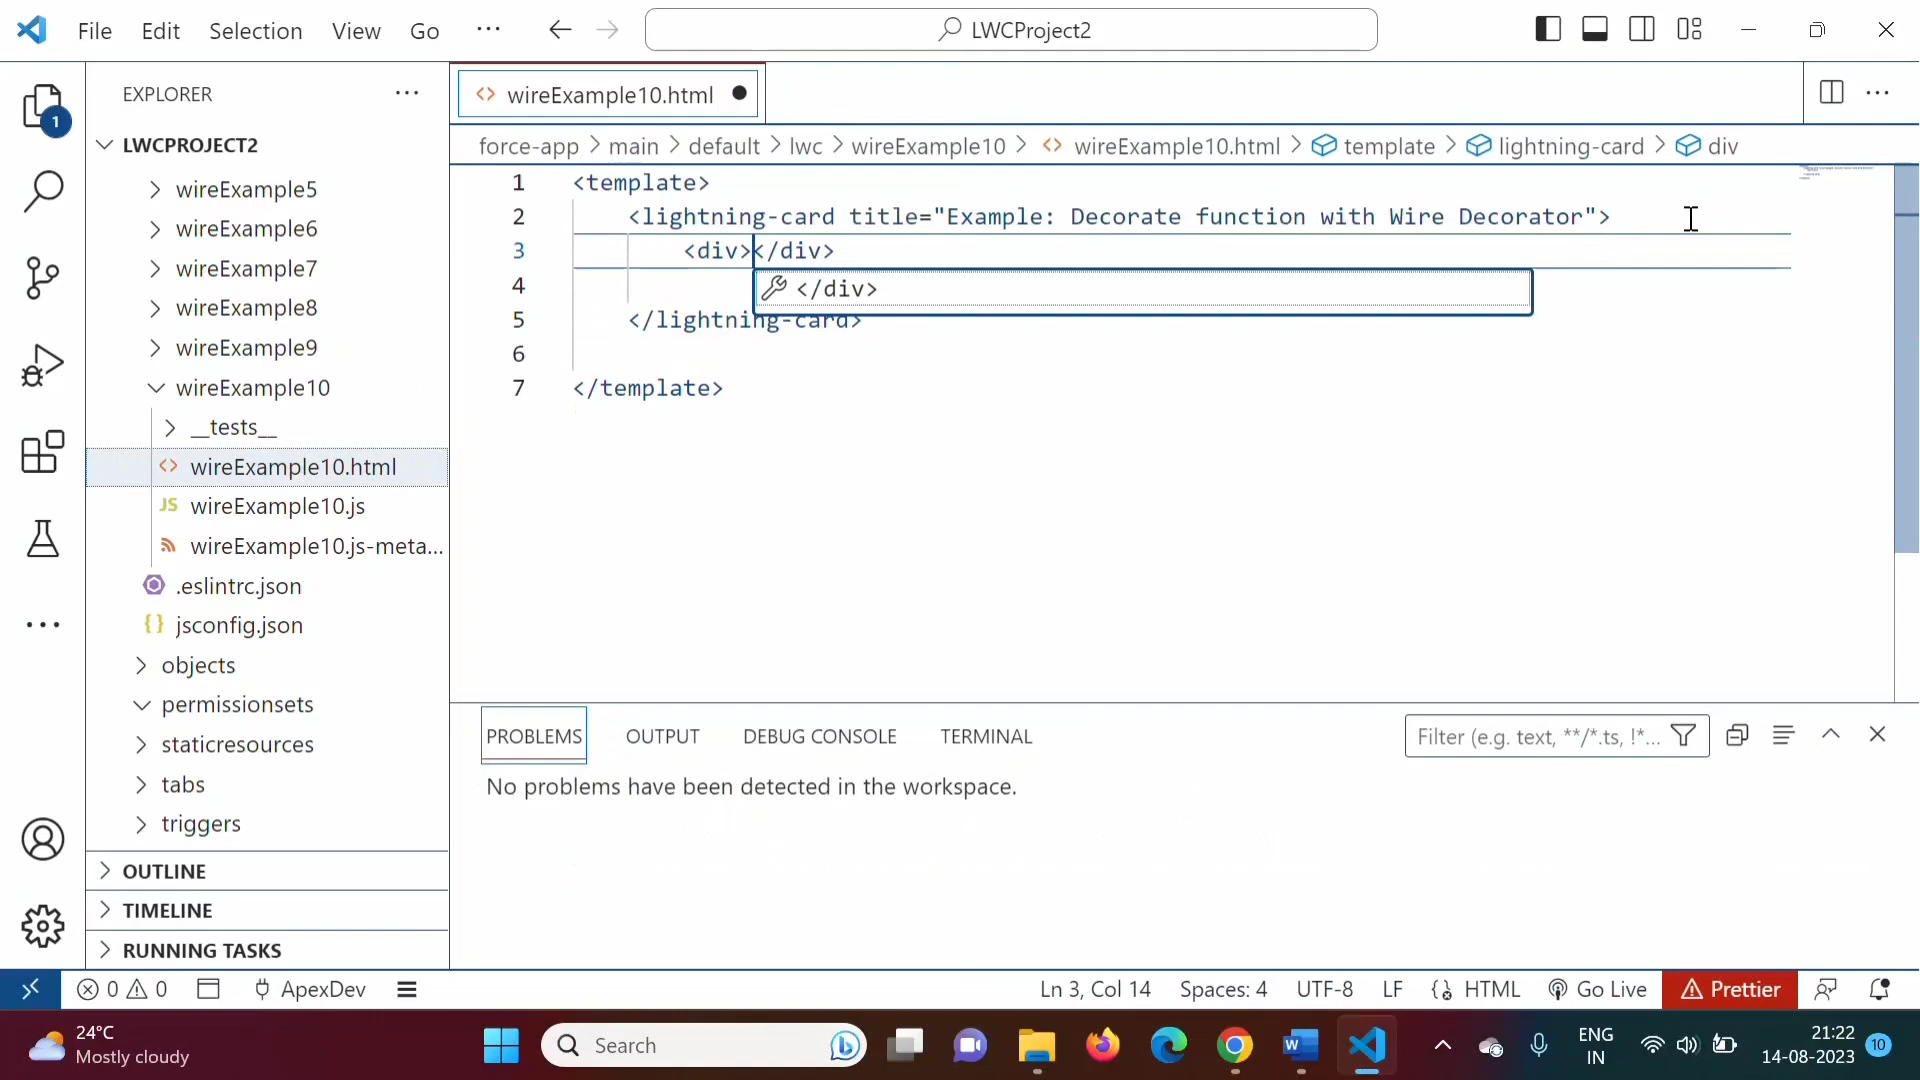 File Edit Selection View Go ··· LWCProject2
EXPLORER ···
wireExample10.html
1
LWCPROJECT2
force-app > main > default > lwc > wireExample10 > wireExample10.html > template > lightning-card > div
wireExample5
wireExample6
wireExample7
wireExample8
wireExample9
wireExample10
__tests__
wireExample10.html
wireExample10.js
wireExample10.js-meta...
.eslintrc.json
jsconfig.json
objects
permissionsets
staticresources
tabs
triggers
OUTLINE
TIMELINE
RUNNING TASKS
1 <template>
2 <lightning-card title="Example: Decorate function with Wire Decorator">
3 <div></div>
</div>
4
5 </lightning-card>
6
7 </template>
PROBLEMS OUTPUT DEBUG CONSOLE TERMINAL Filter (e.g. text, **/*.ts, !*...
No problems have been detected in the workspace.
0 0 ApexDev Ln 3, Col 14 Spaces: 4 UTF-8 LF HTML Go Live Prettier
24°C
Mostly cloudy
Search
ENG
IN
21:22
14-08-2023
10